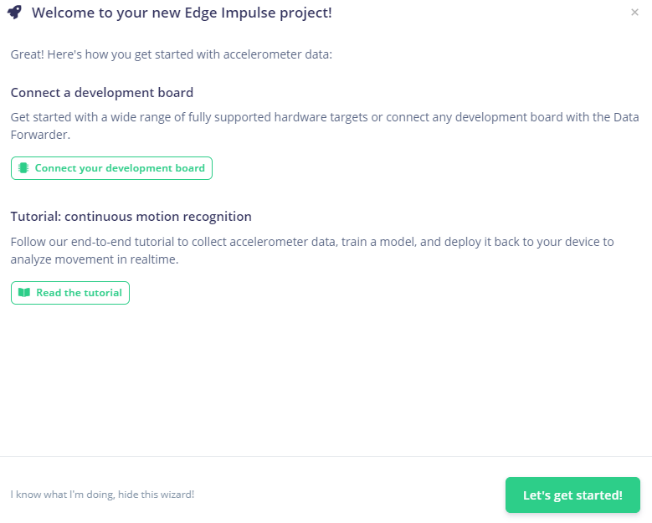 Welcome to your new Edge Impulse project!
×
Great! Here's how you get started with accelerometer data:
Connect a development board
Get started with a wide range of fully supported hardware targets or connect any development board with the Data
Forwarder.
Connect your development board
Tutorial: continuous motion recognition
Follow our end-to-end tutorial to collect accelerometer data, train a model, and deploy it back to your device to
analyze movement in realtime.
Read the tutorial
I know what I'm doing, hide this wizard!
Let's get started!